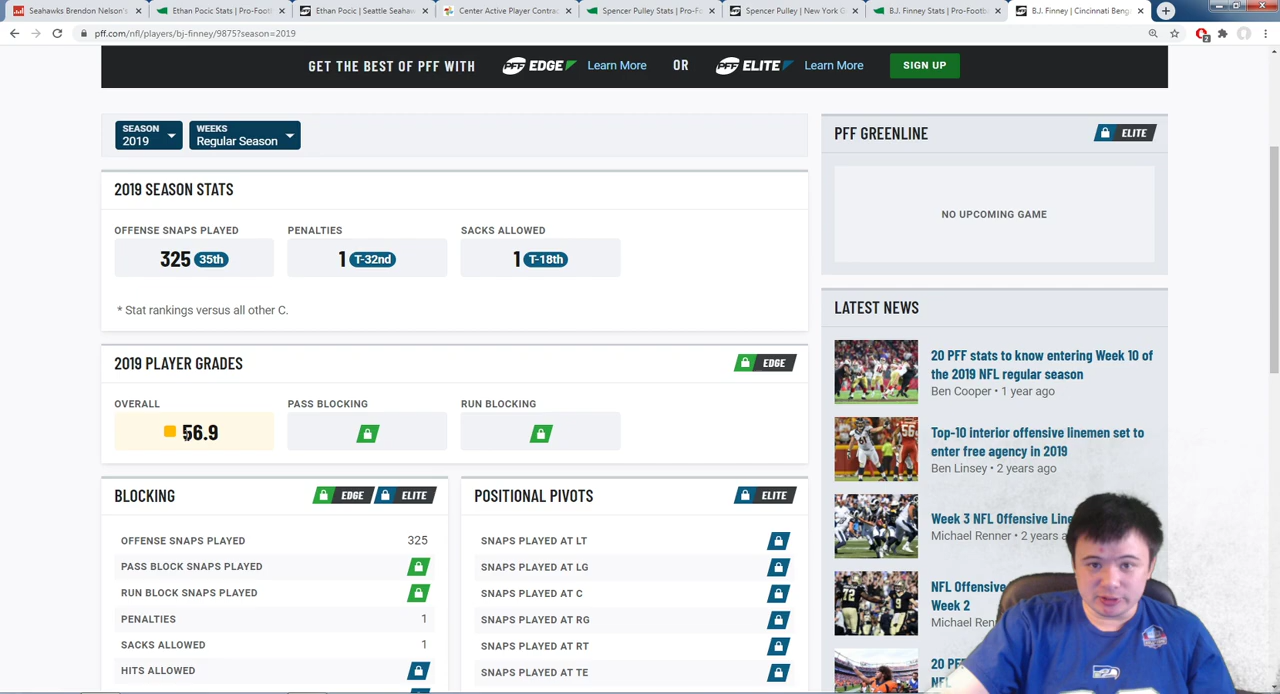 Seahawks Brendon Nelson's
Ethan Pocic Stats | Pro-Foot
Ethan Pocic | Seattle Seahaw
Center Active Player Contrac
Spencer Pulley Stats | Pro-F
Spencer Pulley | New York G
B.J. Finney Stats | Pro-Footb
B.J. Finney | Cincinnati Beng
pff.com/nfl/players/bj-finney/9875?season=2019
2
GET THE BEST OF PFF WITH PFF EDGE Learn More OR PFF ELITE Learn More SIGN UP
SEASON
2019
WEEKS
Regular Season
2019 SEASON STATS
OFFENSE SNAPS PLAYED
325 35th
PENALTIES
1 T-32nd
SACKS ALLOWED
1 T-18th
* Stat rankings versus all other C.
2019 PLAYER GRADES EDGE
OVERALL
56.9
PASS BLOCKING
RUN BLOCKING
BLOCKING EDGE ELITE
OFFENSE SNAPS PLAYED 325
PASS BLOCK SNAPS PLAYED
RUN BLOCK SNAPS PLAYED
PENALTIES 1
SACKS ALLOWED 1
HITS ALLOWED
POSITIONAL PIVOTS ELITE
SNAPS PLAYED AT LT
SNAPS PLAYED AT LG
SNAPS PLAYED AT C
SNAPS PLAYED AT RG
SNAPS PLAYED AT RT
SNAPS PLAYED AT TE
PFF GREENLINE ELITE
NO UPCOMING GAME
LATEST NEWS
20 PFF stats to know entering Week 10 of
the 2019 NFL regular season
Ben Cooper • 1 year ago
Top-10 interior offensive linemen set to
enter free agency in 2019
Ben Linsey • 2 years ago
Week 3 NFL Offensive Line
Michael Renner • 2 years a
NFL Offensive
Week 2
Michael Ren
20 PF
NFL